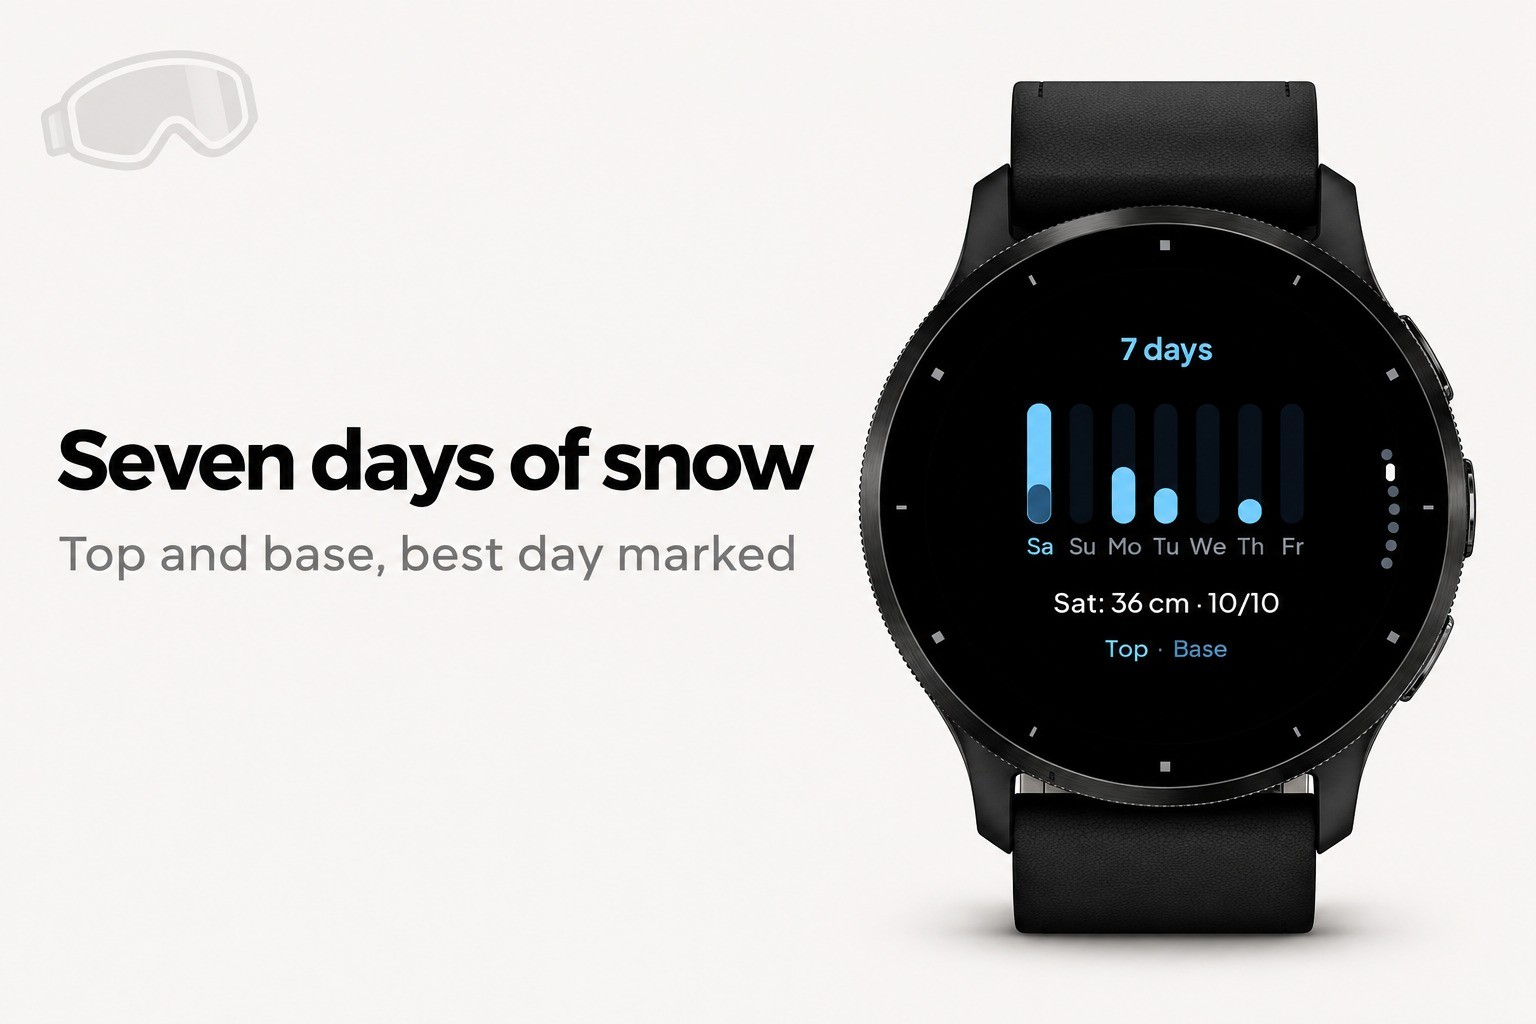 Seven days of snow
Top and base, best day marked
7 days
Sa Su Mo Tu We Th Fr
Sat: 36 cm · 10/10
Top · Base